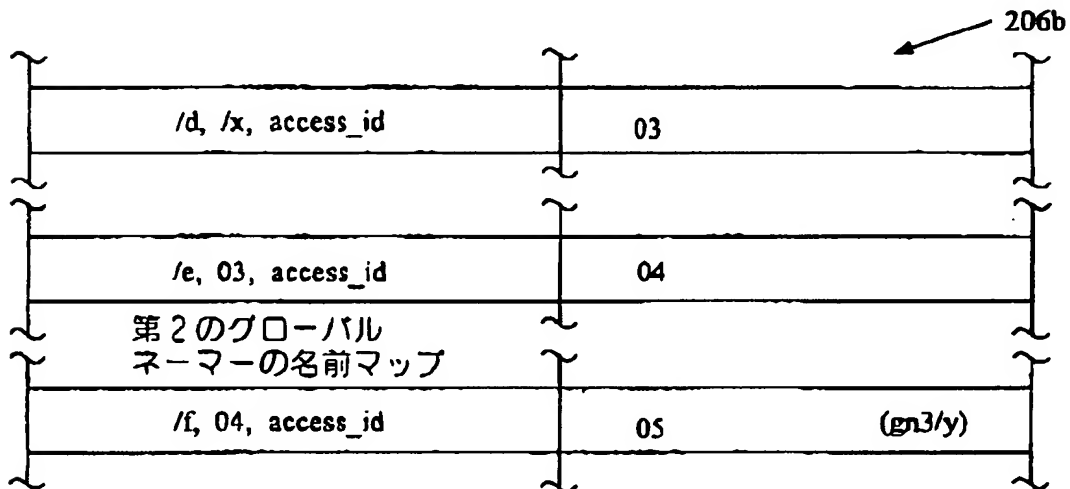 206b
/d, /x, access_id 03
/e, 03, access_id 04
第2のグローバル
ネーマーの名前マップ
/f, 04, access_id 05 (gn3/y)